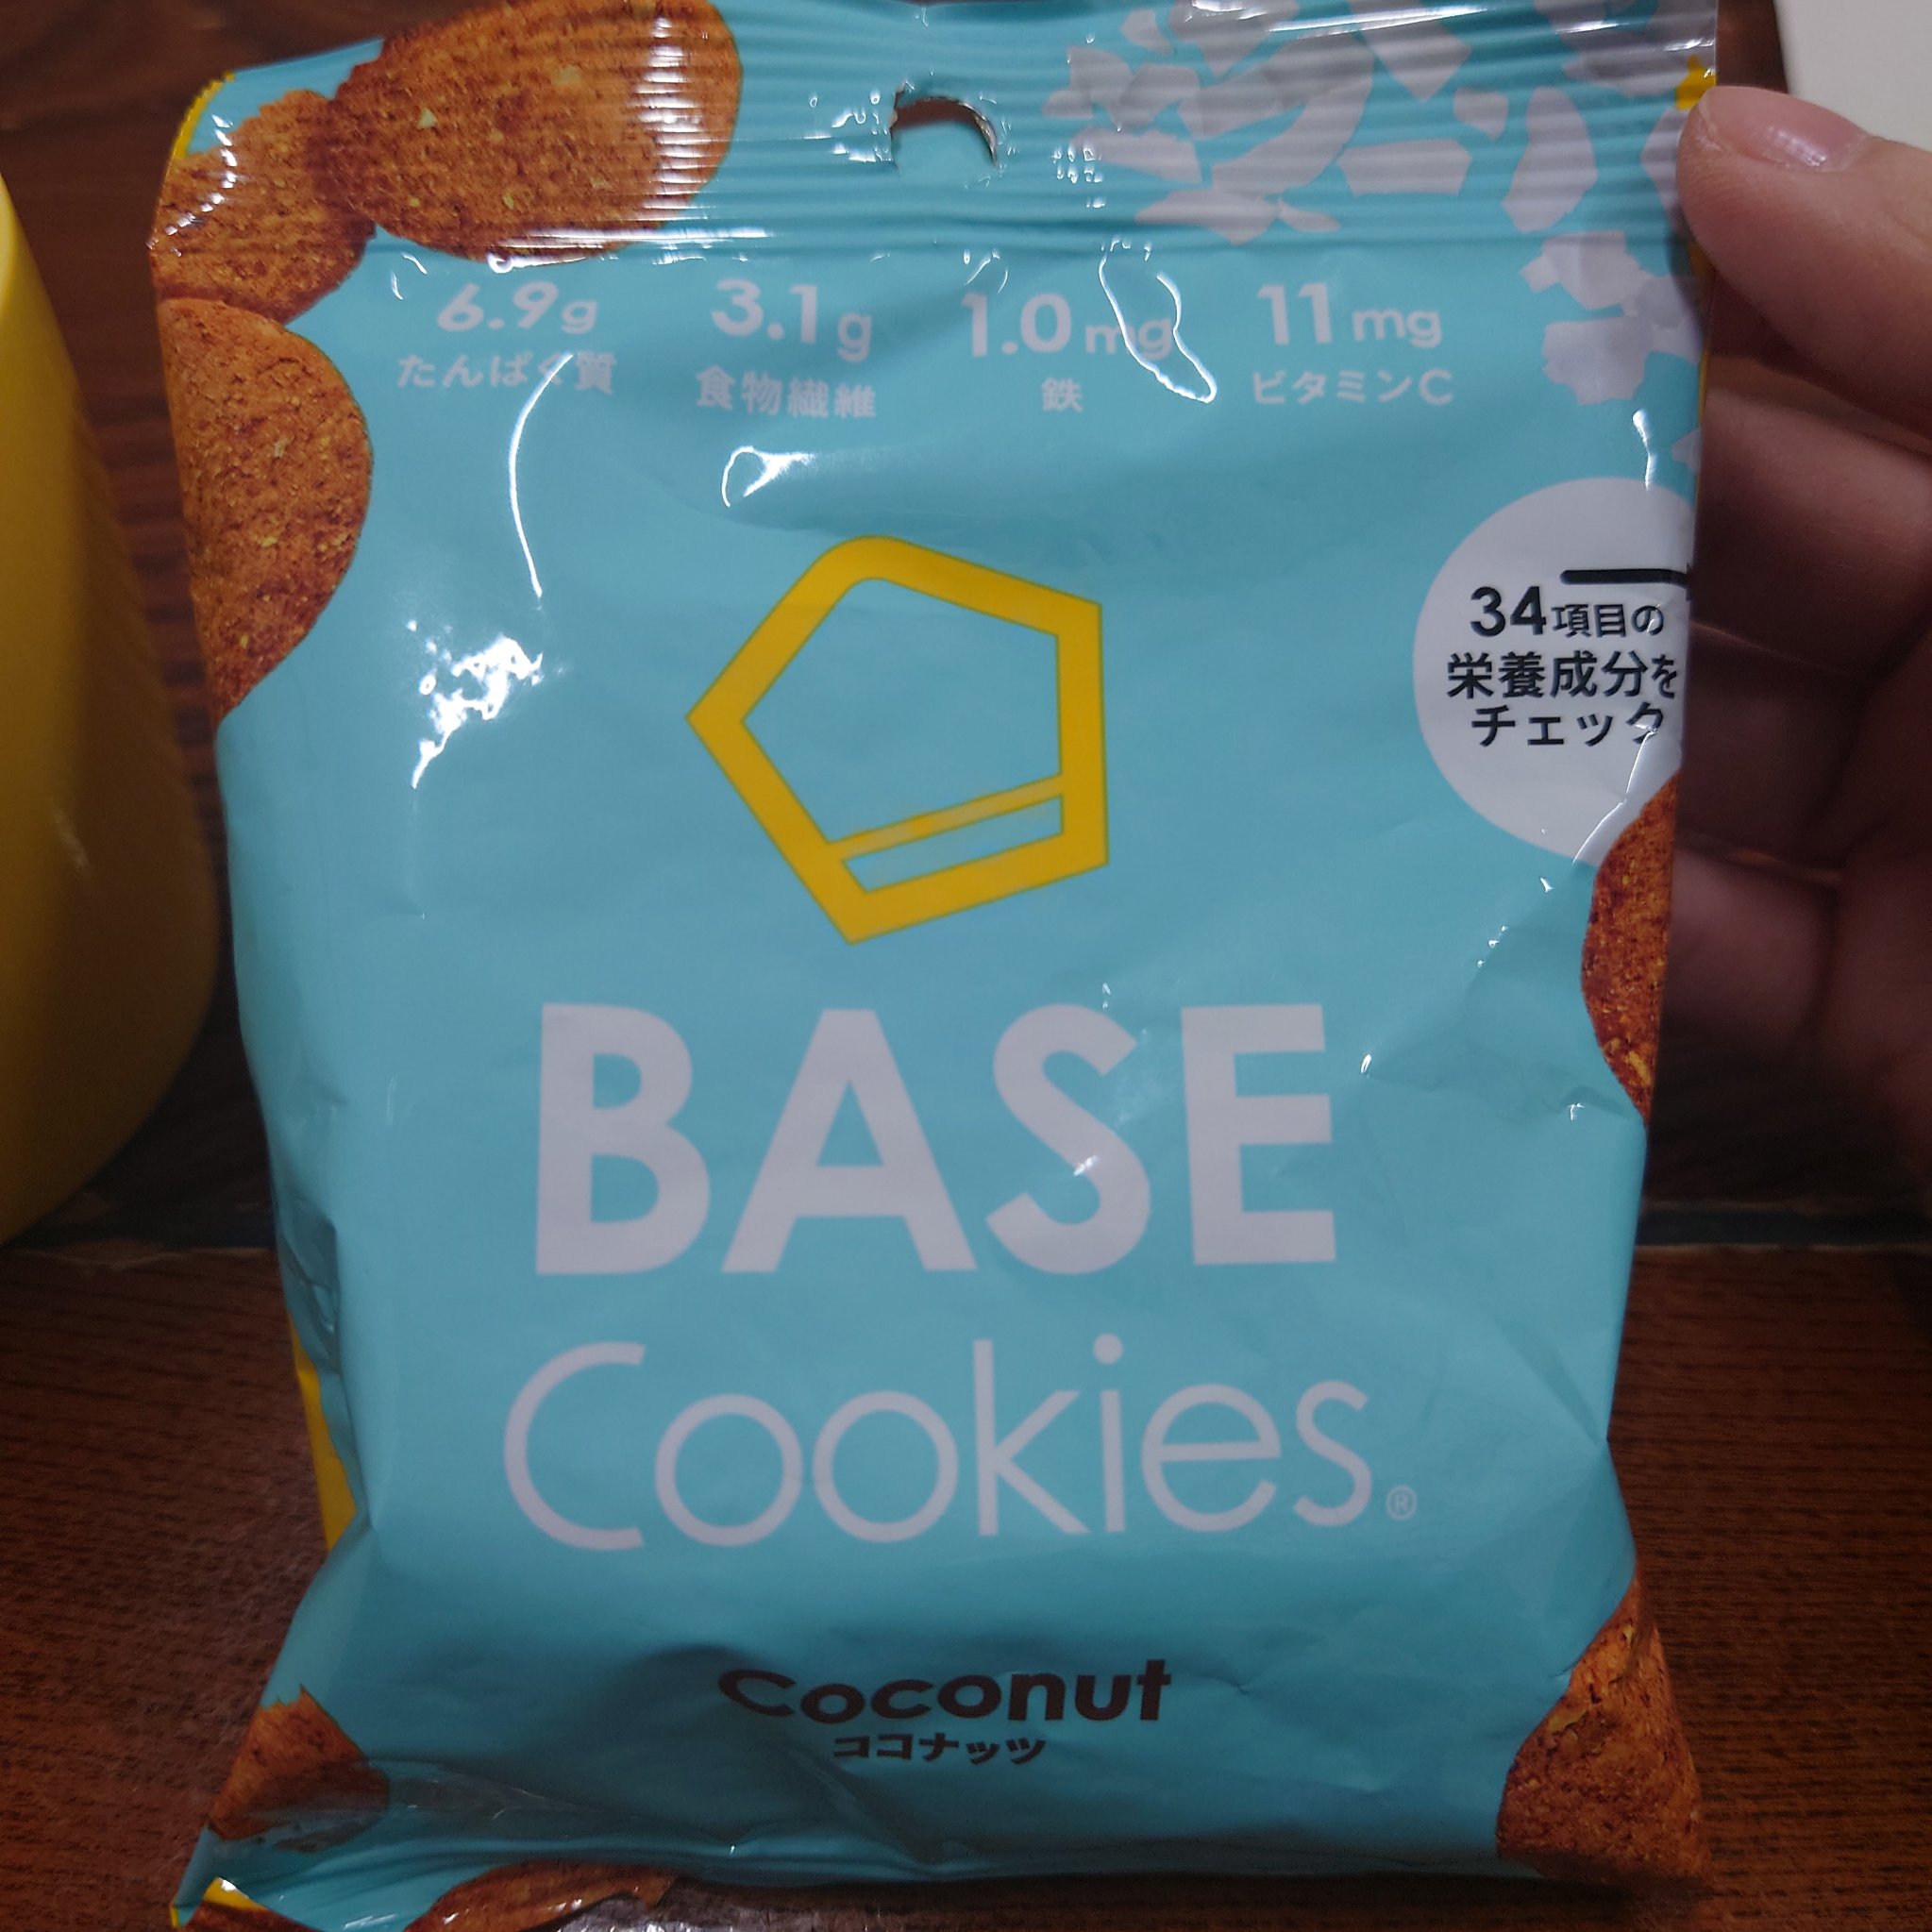 6.9g 3.1g 1.0mg 11mg
たんぱく質 食物繊維 鉄 ビタミンC
34項目の
栄養成分を
チェック
BASE
Cookies®
Coconut
ココナッツ